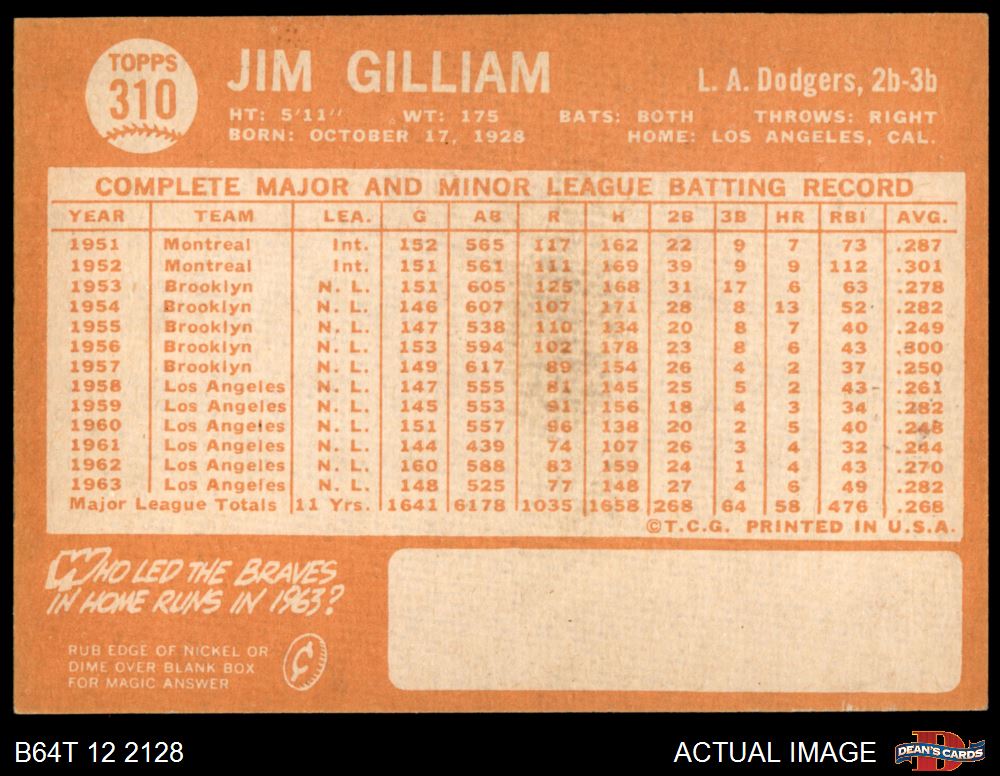 TOPPS
310
JIM GILLIAM
L. A. Dodgers, 2b-3b
HT: 5'11" WT: 175 BATS: BOTH THROWS: RIGHT
BORN: OCTOBER 17, 1928 HOME: LOS ANGELES, CAL.
COMPLETE MAJOR AND MINOR LEAGUE BATTING RECORD
YEAR TEAM LEA. G AB R H 2B 3B HR RBI AVG.
1951 Montreal Int. 152 565 117 162 22 9 7 73 .287
1952 Montreal Int. 151 561 111 169 39 9 9 112 .301
1953 Brooklyn N. L. 151 605 125 168 31 17 6 63 .278
1954 Brooklyn N. L. 146 607 107 171 28 8 13 52 .282
1955 Brooklyn N. L. 147 538 110 134 20 8 7 40 .249
1956 Brooklyn N. L. 153 594 102 178 23 8 6 43 .300
1957 Brooklyn N. L. 149 617 89 154 26 4 2 37 .250
1958 Los Angeles N. L. 147 555 81 145 25 5 2 43 .261
1959 Los Angeles N. L. 145 553 91 156 18 4 3 34 .282
1960 Los Angeles N. L. 151 557 96 138 20 2 5 40 .248
1961 Los Angeles N. L. 144 439 74 107 26 3 4 32 .244
1962 Los Angeles N. L. 160 588 83 159 24 1 4 43 .270
1963 Los Angeles N. L. 148 525 77 148 27 4 6 49 .282
Major League Totals 11 Yrs. 1641 6178 1035 1658 268 64 58 476 .268
©T.C.G. PRINTED IN U.S.A.
WHO LED THE BRAVES
IN HOME RUNS IN 1963?
RUB EDGE OF NICKEL OR
DIME OVER BLANK BOX
FOR MAGIC ANSWER
¢
B64T 12 2128
ACTUAL IMAGE
D
DEAN'S CARDS